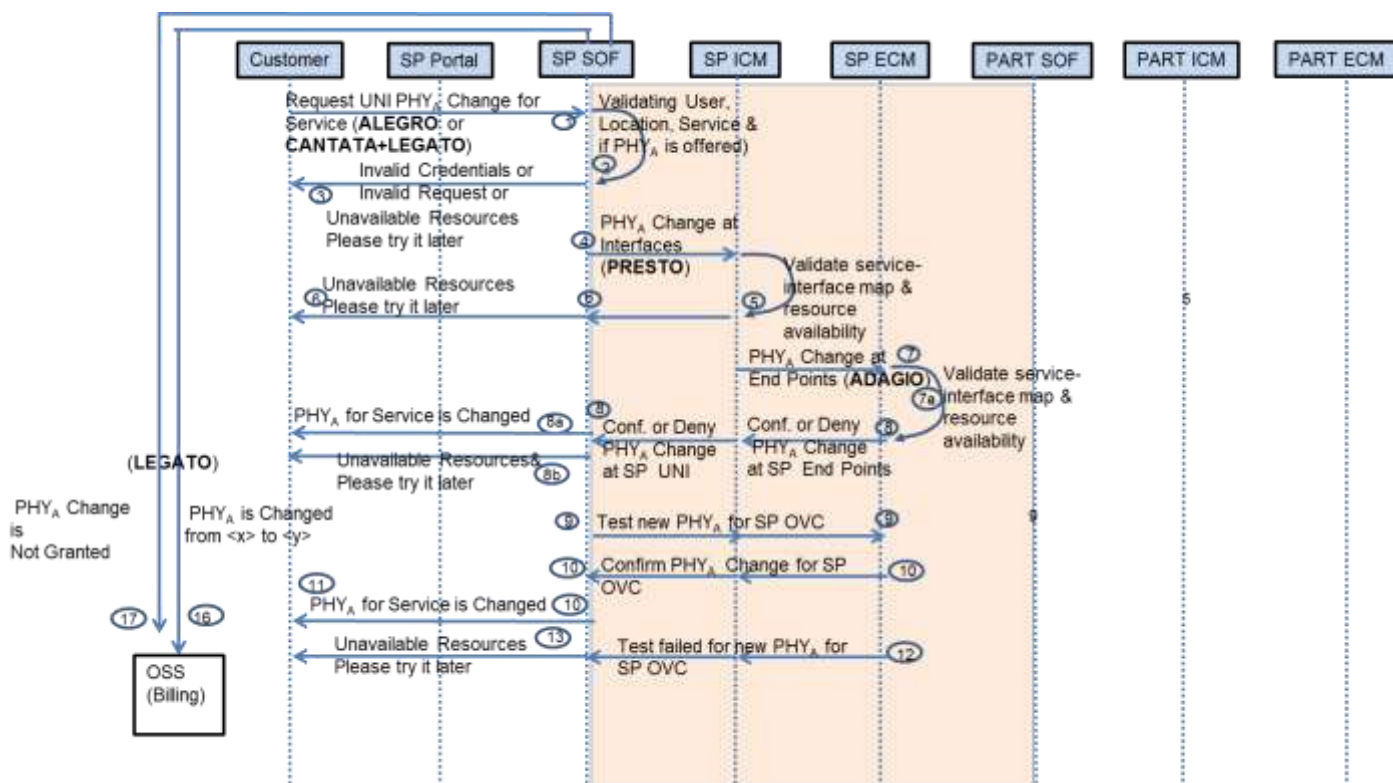 Customer
SP Portal
SP SOF
SP ICM
SP ECM
PART SOF
PART ICM
PART ECM
Request UNI PHYA Change for
Service (ALEGRO or
CANTATA+LEGATO)
1
Validating User,
Location, Service &
if PHYA is offered)
2
Invalid Credentials or
3
Invalid Request or
Unavailable Resources
Please try it later
4
PHYA Change at
Interfaces
(PRESTO)
Validate service-
interface map &
resource
availability
5
5
6
Unavailable Resources
Please try it later
6
PHYA Change at
End Points (ADAGIO)
7
7a
Validate service-
interface map &
resource
availability
PHYA for Service is Changed
8a
8
Conf. or Deny
PHYA Change
at SP UNI
Conf. or Deny
PHYA Change
at SP End Points
8
Unavailable Resources&
Please try it later
8b
(LEGATO)
PHYA Change
is
Not Granted
PHYA is Changed
from <x> to <y>
9
Test new PHYA for SP OVC
9
9
10
Confirm PHYA Change for SP
OVC
10
11
PHYA for Service is Changed
10
17
16
13
Unavailable Resources
Please try it later
Test failed for new PHYA for
SP OVC
12
OSS
(Billing)